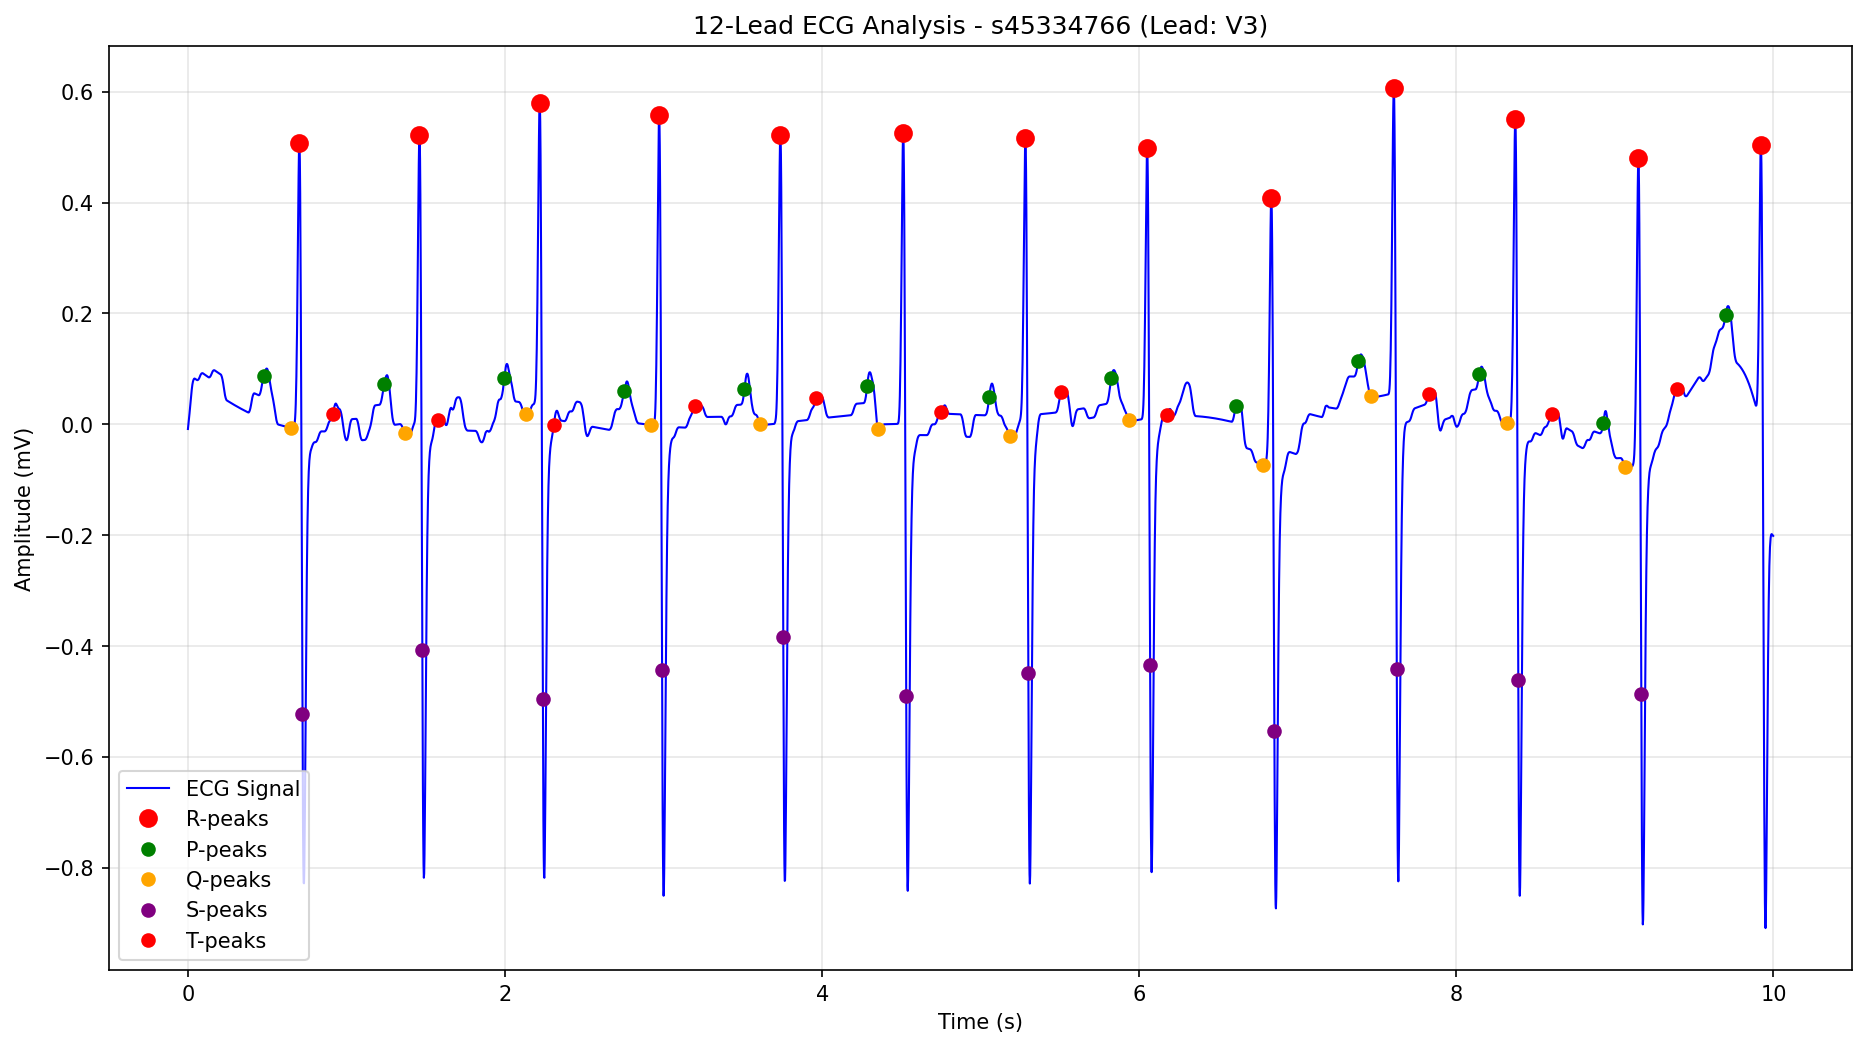 12-Lead ECG Analysis - s45334766 (Lead: V3)
Amplitude (mV)
0.6
0.4
0.2
0.0
−0.2
−0.4
−0.6
−0.8
ECG Signal
R-peaks
P-peaks
Q-peaks
S-peaks
T-peaks
0 2 4 6 8 10
Time (s)